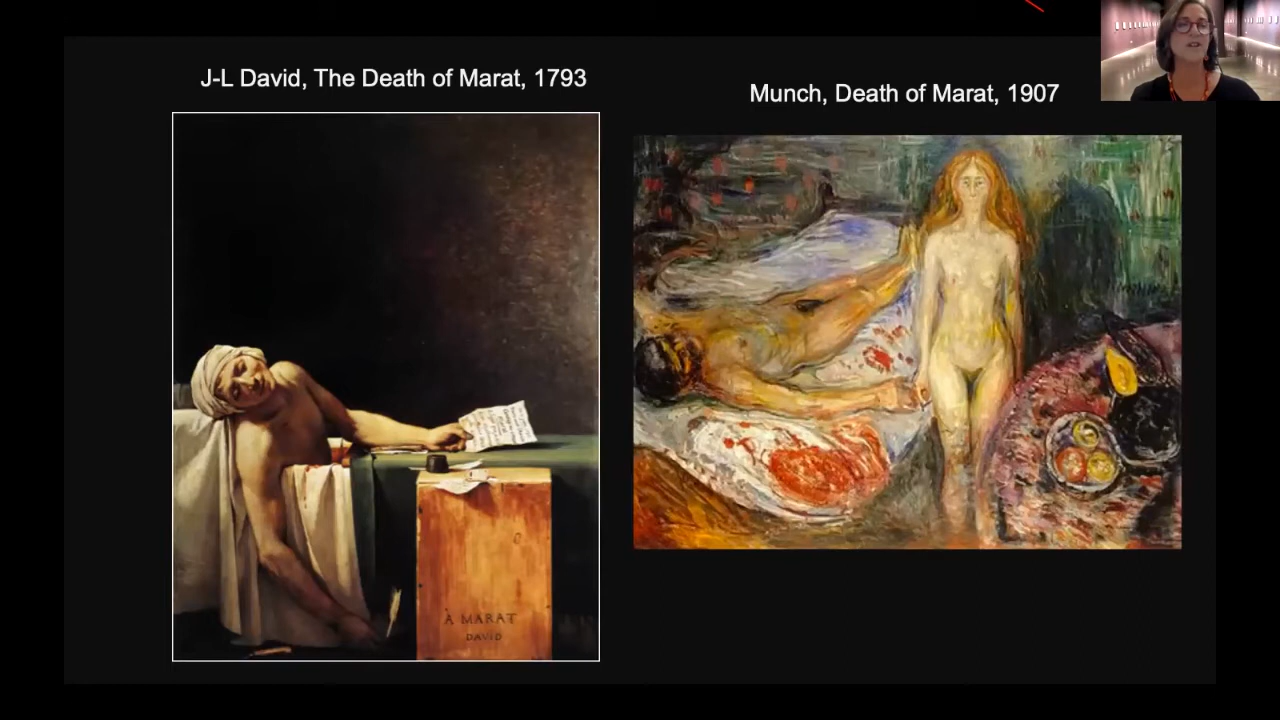 J-L David, The Death of Marat, 1793
Munch, Death of Marat, 1907
À MARAT
DAVID